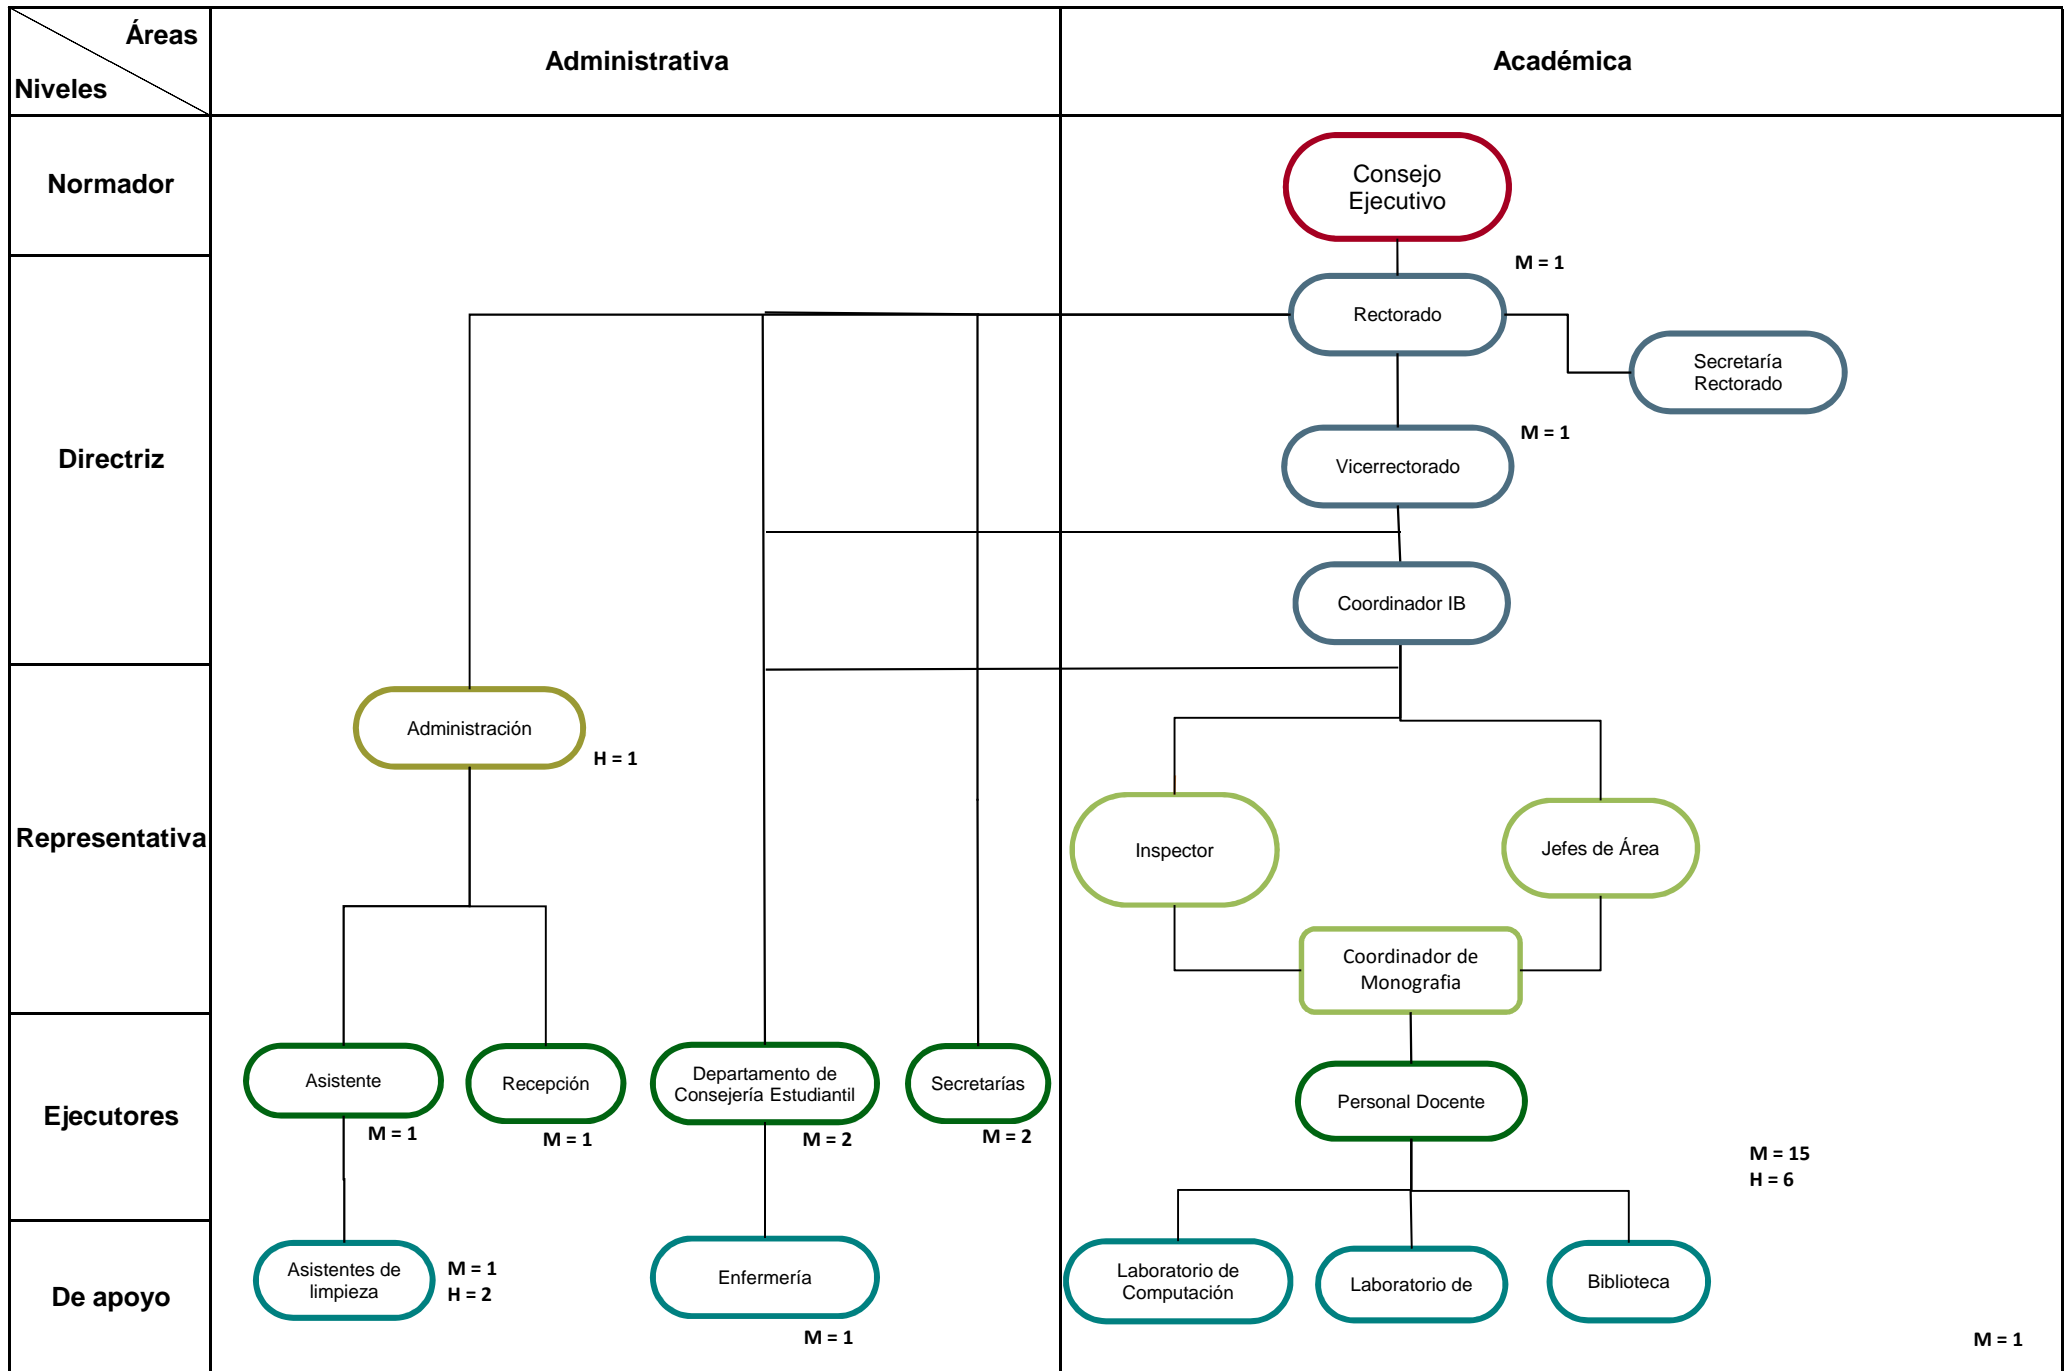 Áreas
Niveles
Administrativa
Académica
Normador
Consejo
Ejecutivo
Directriz
M = 1
Rectorado
Secretaría
Rectorado
M = 1
Vicerrectorado
Coordinador IB
Representativa
Administración
H = 1
Inspector
Jefes de Área
Coordinador de
Monografia
Ejecutores
Asistente
M = 1
Recepción
M = 1
Departamento de
Consejería Estudiantil
M = 2
Secretarías
M = 2
Personal Docente
M = 15
H = 6
De apoyo
Asistentes de
limpieza
M = 1
H = 2
Enfermería
M = 1
Laboratorio de
Computación
Laboratorio de
Biblioteca
M = 1